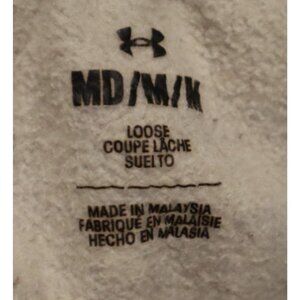 MD/M/M
LOOSE
COUPE LÂCHE
SUELTO
MADE IN MALAYSIA
FABRIQUÉ EN MALAISIE
HECHO EN MALASIA